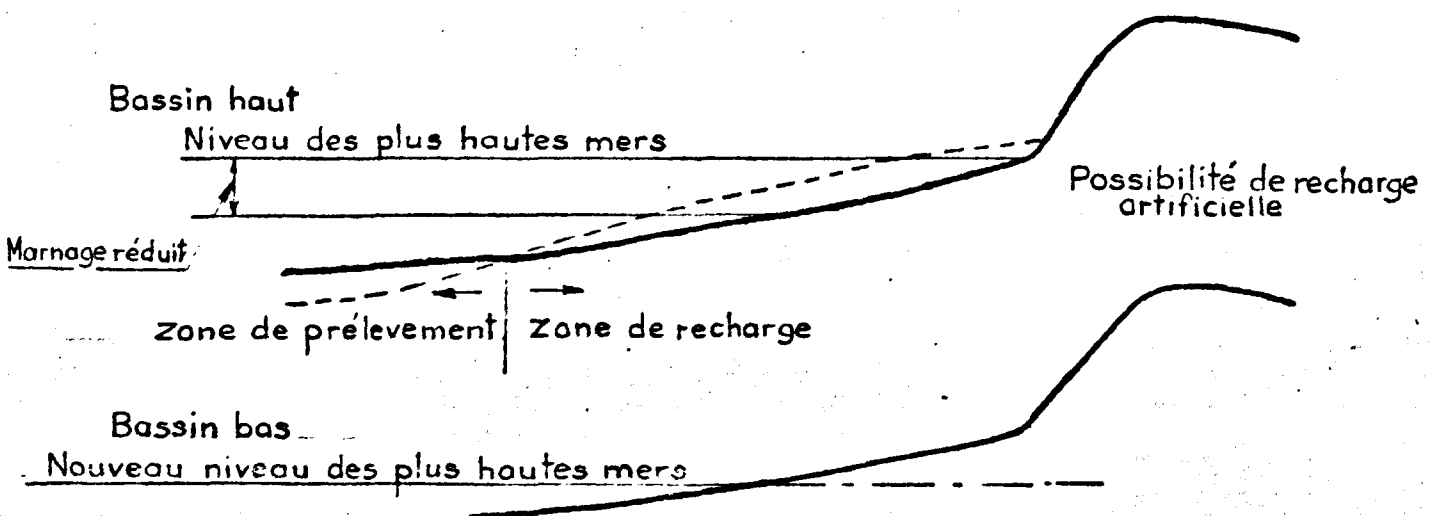 Bassin haut
Niveau des plus hautes mers
Possibilité de recharge
artificielle
Marnage réduit
zone de prélevement
zone de recharge
Bassin bas
Nouveau niveau des plus hautes mers